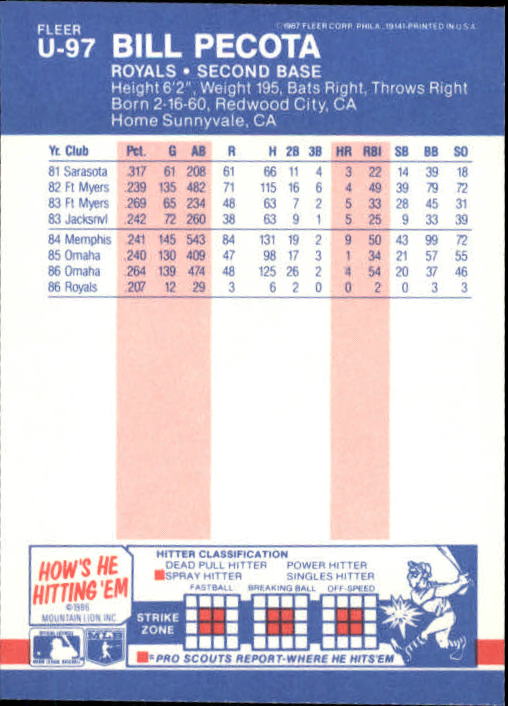 FLEER
U-97 BILL PECOTA
©1987 FLEER CORP. PHILA., 19141-PRINTED IN U.S.A.
ROYALS • SECOND BASE
Height 6'2", Weight 195, Bats Right, Throws Right
Born 2-16-60, Redwood City, CA
Home Sunnyvale, CA
Yr. Club Pct. G AB R H 2B 3B HR RBI SB BB SO
81 Sarasota .317 61 208 61 66 11 4 3 22 14 39 18
82 Ft Myers .239 135 482 71 115 16 6 4 49 39 79 72
83 Ft Myers .269 65 234 48 63 7 2 5 33 28 45 31
83 Jacksnvl .242 72 260 38 63 9 1 5 25 9 33 39
84 Memphis .241 145 543 84 131 19 2 9 50 43 99 72
85 Omaha .240 130 409 47 98 17 3 1 34 21 57 55
86 Omaha .264 139 474 48 125 26 2 4 54 20 37 46
86 Royals .207 12 29 3 6 2 0 0 2 0 3 3
HOW'S HE
HITTING 'EM
©1986
MOUNTAIN LION INC
HITTER CLASSIFICATION
DEAD PULL HITTER POWER HITTER
SPRAY HITTER SINGLES HITTER
FASTBALL BREAKING BALL OFF-SPEED
STRIKE
ZONE
= PRO SCOUTS REPORT-WHERE HE HITS'EM